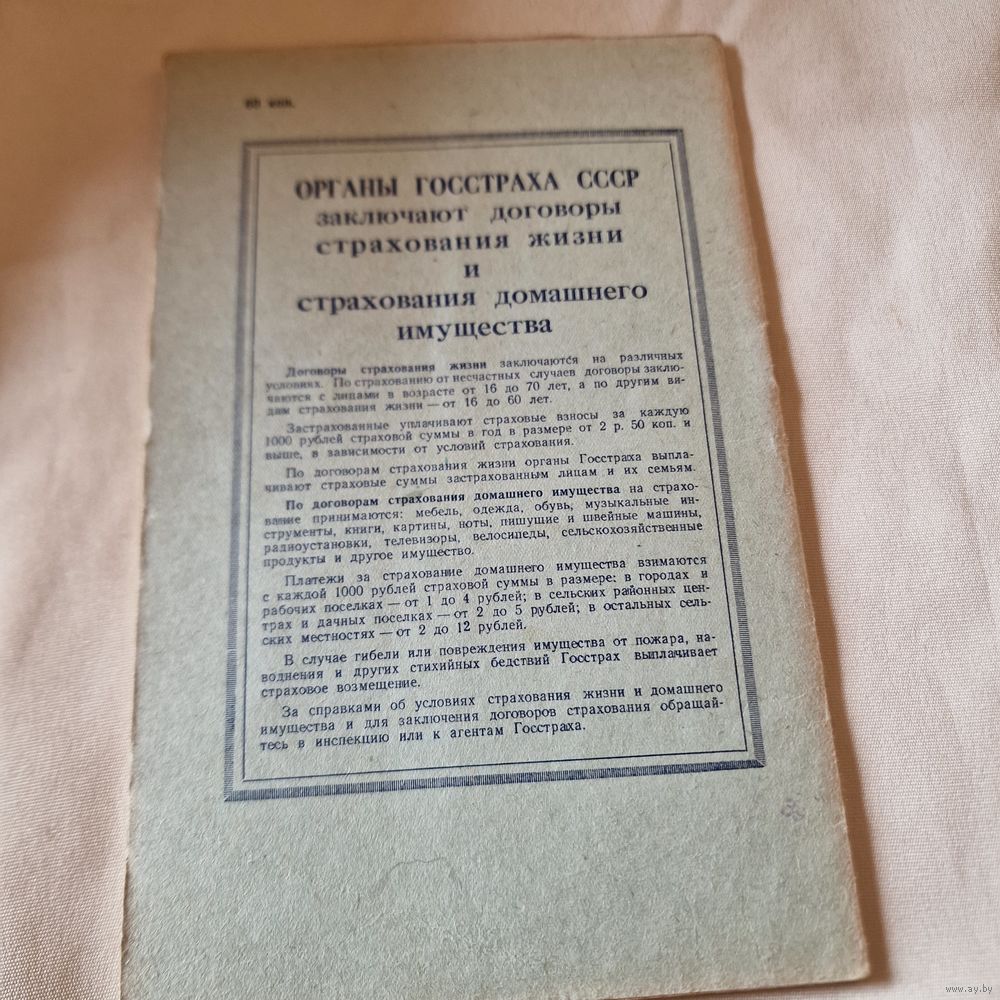 коп.
ОРГАНЫ ГОССТРАХА СССР
заключают договоры
страхования жизни
и
страхования домашнего
имущества
Договоры страхования жизни заключаются на различных
условиях. По страхованию от несчастных случаев договоры заклю-
чаются с лицами в возрасте от 16 до 70 лет, а по другим ви-
дам страхования жизни — от 16 до 60 лет.
Застрахованные уплачивают страховые взносы за каждую
1000 рублей страховой суммы в год в размере от 2 р. 50 коп. и
выше, в зависимости от условий страхования.
По договорам страхования жизни органы Госстраха выпла-
чивают страховые суммы застрахованным лицам и их семьям.
По договорам страхования домашнего имущества на страхо-
вание принимаются: мебель, одежда, обувь, музыкальные ин-
струменты, книги, картины, ноты, пишущие и швейные машины,
радиоустановки, телевизоры, велосипеды, сельскохозяйственные
продукты и другое имущество.
Платежи за страхование домашнего имущества взимаются
с каждой 1000 рублей страховой суммы в размере: в городах и
рабочих поселках — от 1 до 4 рублей; в сельских районных цен-
трах и дачных поселках — от 2 до 5 рублей; в остальных сель-
ских местностях — от 2 до 12 рублей.
В случае гибели или повреждения имущества от пожара, на-
воднения и других стихийных бедствий Госстрах выплачивает
страховое возмещение.
За справками об условиях страхования жизни и домашнего
имущества и для заключения договоров страхования обращай-
тесь в инспекцию или к агентам Госстраха.
www.ay.by